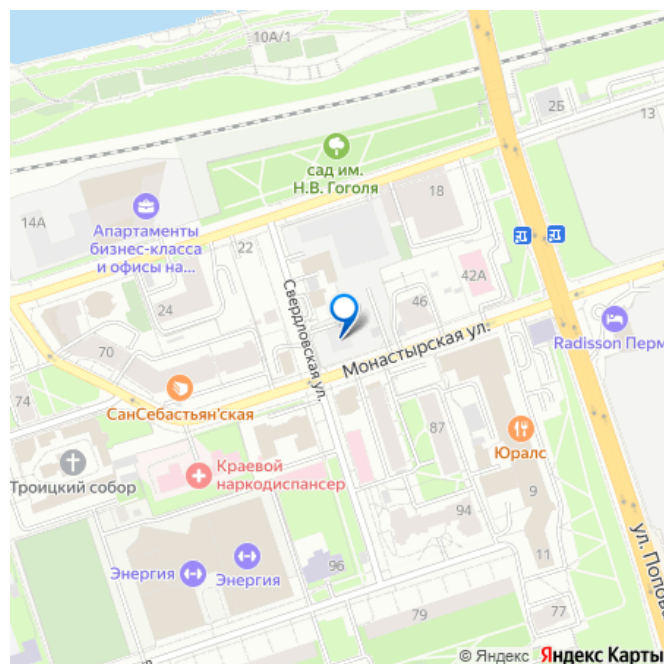 10А/1
2Б
13
сад им.
Н.В. Гоголя
18
14А
Апартаменты
бизнес-класса
и офисы на...
22
42А
24
46
Свердловская ул.
Монастырская ул.
Radisson Перм
70
74
СанСебастьян'ская
87
Юралс
Троицкий собор
Краевой
наркодиспансер
9
94
11
ул. Попова
Энергия
Энергия
96
79
77
© Яндекс Яндекс Карты